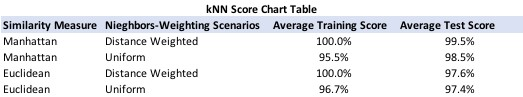 kNN Score Chart Table
Similarity Measure Nieghbors-Weighting Scenarios Average Training Score Average Test Score
Manhattan Distance Weighted 100.0% 99.5%
Manhattan Uniform 95.5% 98.5%
Euclidean Distance Weighted 100.0% 97.6%
Euclidean Uniform 96.7% 97.4%